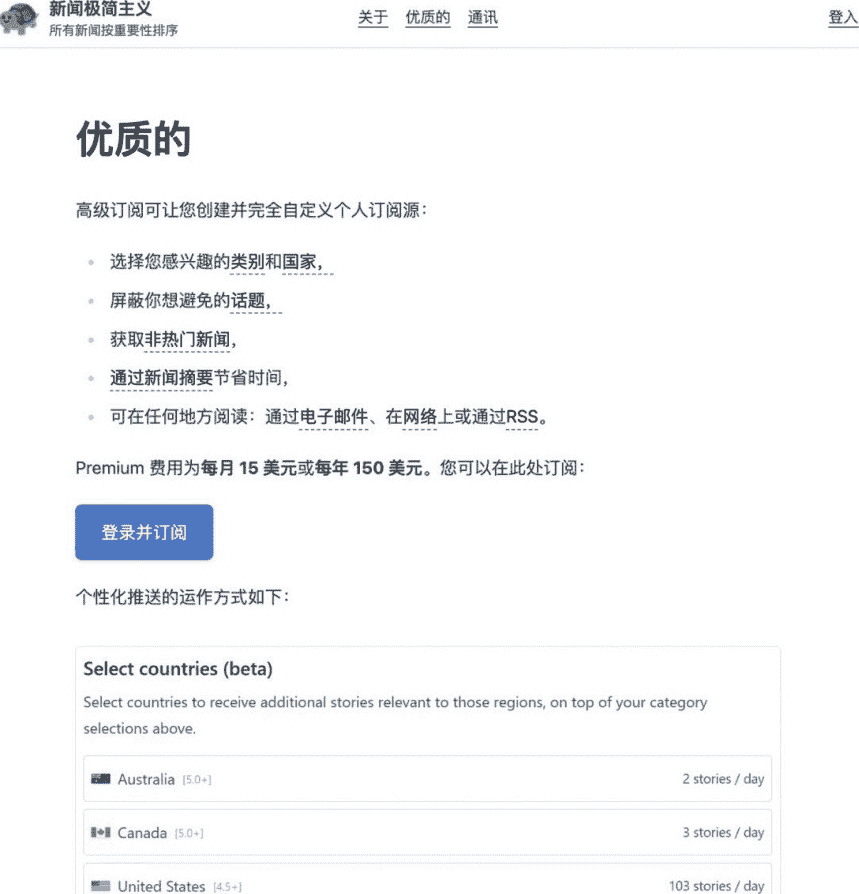 新闻极简主义
所有新闻按重要性排序
关于 优质的 通讯
登入
优质的
高级订阅可让您创建并完全自定义个人订阅源：
选择您感兴趣的类别和国家，
屏蔽你想避免的话题，
获取非热门新闻，
通过新闻摘要节省时间，
可在任何地方阅读：通过电子邮件、在网络上或通过RSS。
Premium 费用为每月 15 美元或每年 150 美元。您可以在此处订阅：
登录并订阅
个性化推送的运作方式如下：
Select countries (beta)
Select countries to receive additional stories relevant to those regions, on top of your category
selections above.
Australia [5.0+] 2 stories / day
Canada [5.0+] 3 stories / day
United States [4.5+] 103 stories / day